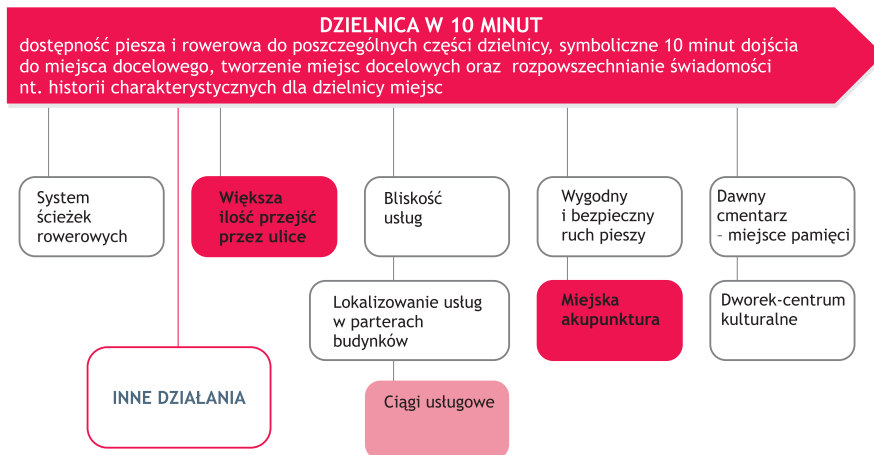 DZIELNICA W 10 MINUT
dostępność piesza i rowerowa do poszczególnych części dzielnicy, symboliczne 10 minut dojścia
do miejsca docelowego, tworzenie miejsc docelowych oraz rozpowszechnianie świadomości
nt. historii charakterystycznych dla dzielnicy miejsc
System
ścieżek
rowerowych
Większa
ilość przejść
przez ulice
Bliskość
usług
Wygodny
i bezpieczny
ruch pieszy
Dawny
cmentarz
– miejsce pamięci
Lokalizowanie usług
w parterach
budynków
Miejska
akupunktura
Dworek-centrum
kulturalne
INNE DZIAŁANIA
Ciągi usługowe